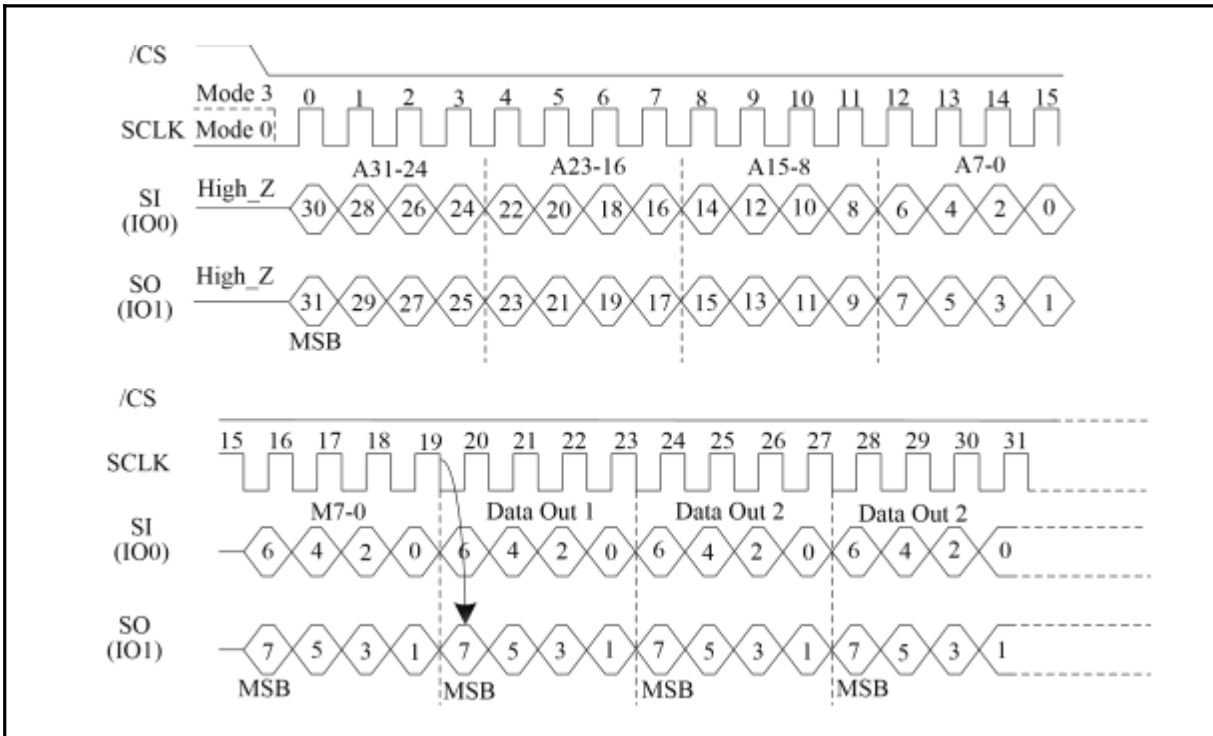 /CS
Mode 3 0 1 2 3 4 5 6 7 8 9 10 11 12 13 14 15
SCLK Mode 0
A31-24 A23-16 A15-8 A7-0
SI High_Z
(IO0) 30 28 26 24 22 20 18 16 14 12 10 8 6 4 2 0
SO High_Z
(IO1) 31 29 27 25 23 21 19 17 15 13 11 9 7 5 3 1
MSB
/CS
15 16 17 18 19 20 21 22 23 24 25 26 27 28 29 30 31
SCLK
M7-0 Data Out 1 Data Out 2 Data Out 2
SI
(IO0) 6 4 2 0 6 4 2 0 6 4 2 0 6 4 2 0
SO
(IO1) 7 5 3 1 7 5 3 1 7 5 3 1 7 5 3 1
MSB MSB MSB MSB